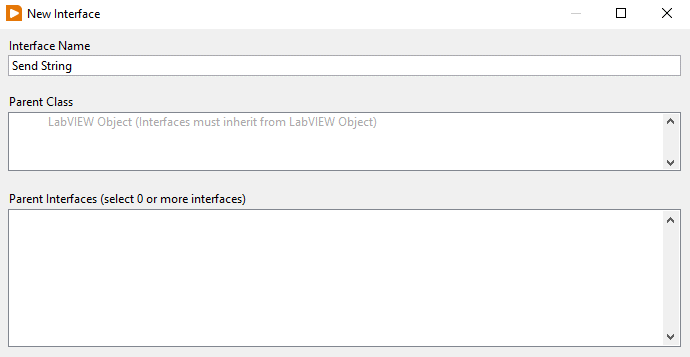 New Interface
Interface Name
Send String
Parent Class
LabVIEW Object (Interfaces must inherit from LabVIEW Object)
Parent Interfaces (select 0 or more interfaces)